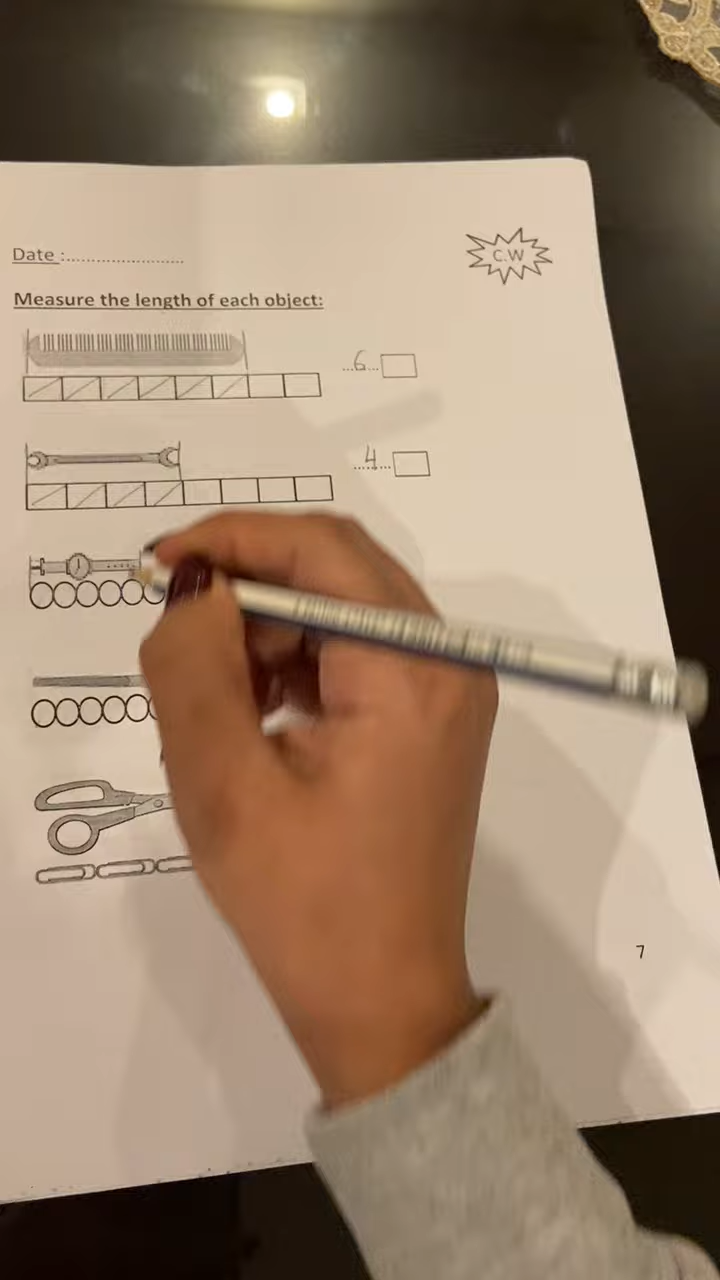 Date :......................
C.W
Measure the length of each object:
...6...
......4...
7